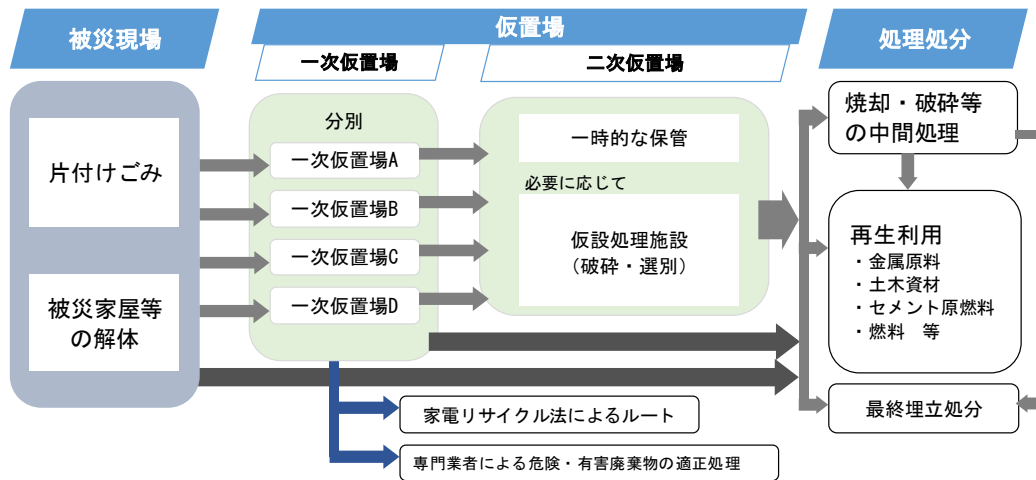 被災現場
仮置場
処理処分
一次仮置場
二次仮置場
片付けごみ
被災家屋等
の解体
分別
一次仮置場A
一次仮置場B
一次仮置場C
一次仮置場D
一時的な保管
必要に応じて
仮設処理施設
（破砕・選別）
焼却・破砕等
の中間処理
再生利用
・金属原料
・土木資材
・セメント原燃料
・燃料　等
最終埋立処分
家電リサイクル法によるルート
専門業者による危険・有害廃棄物の適正処理